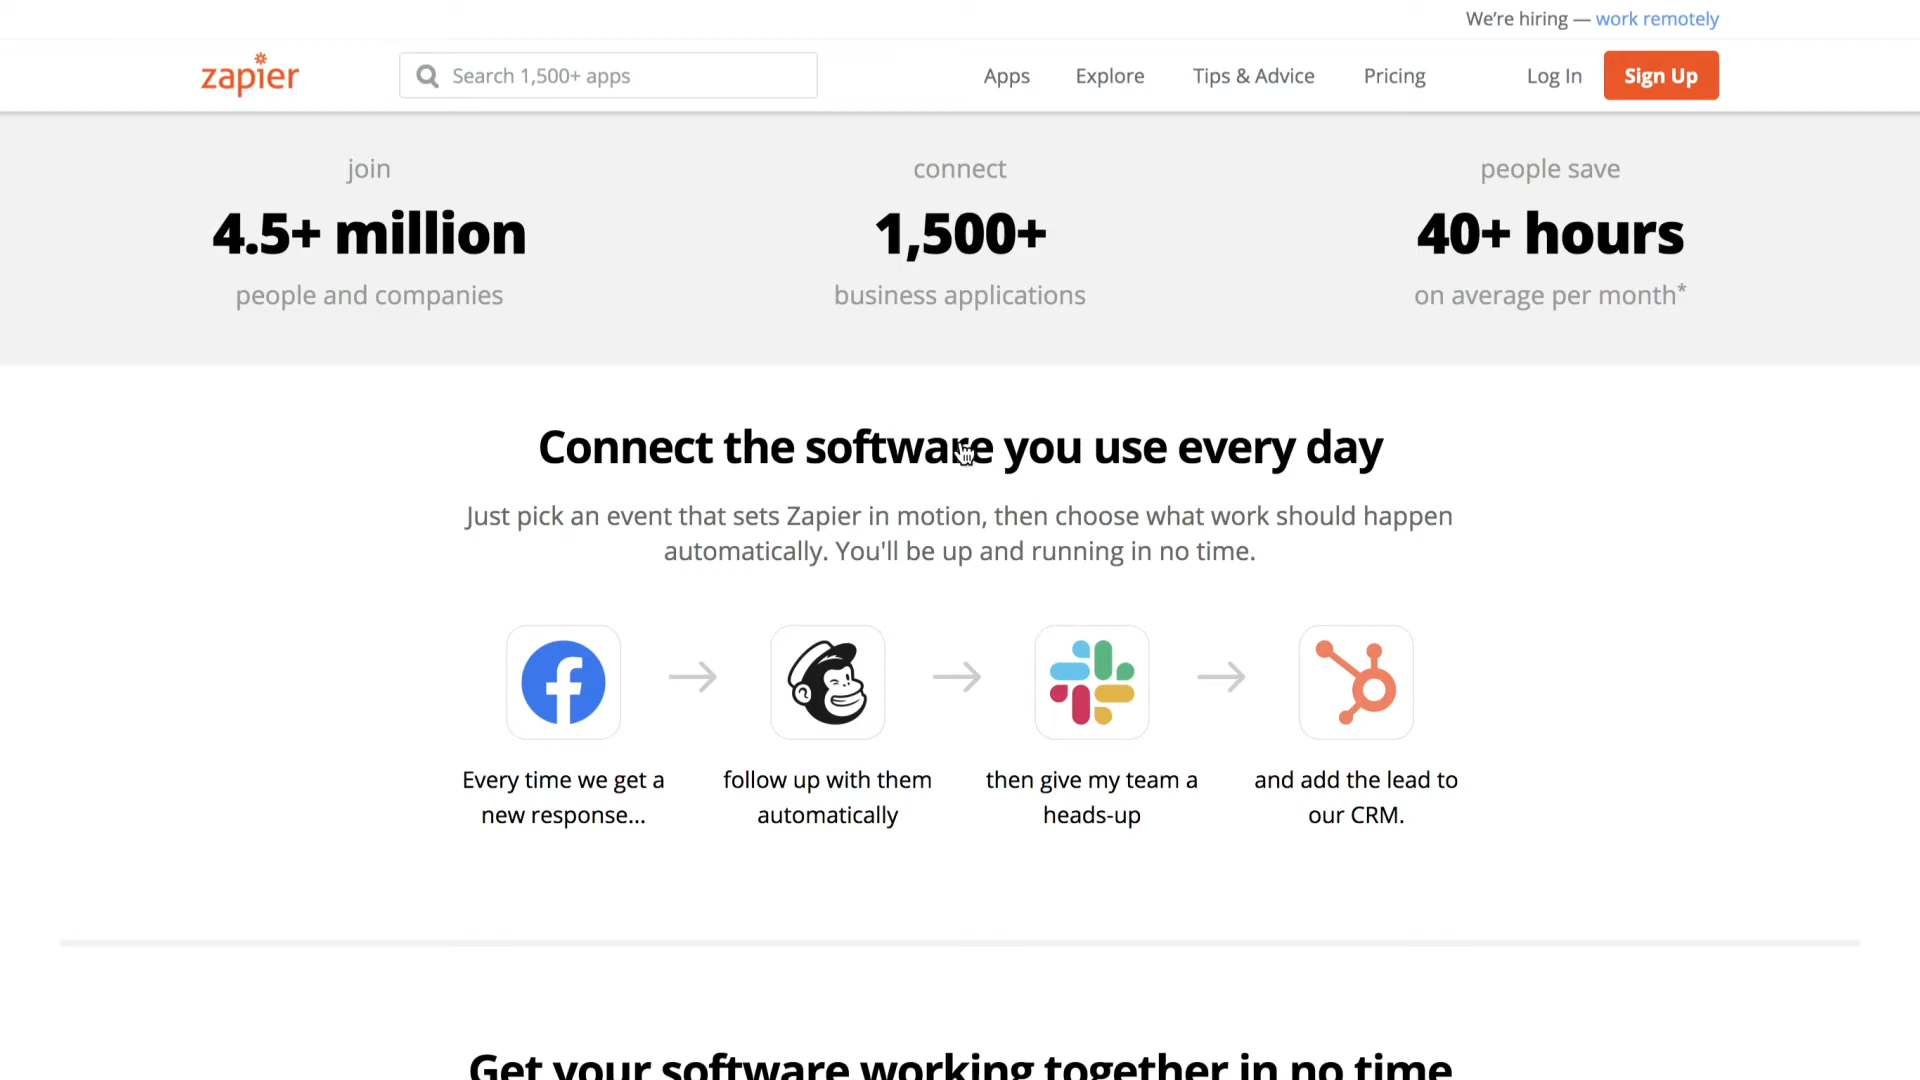 We're hiring — work remotely
zapier
Search 1,500+ apps
Apps
Explore
Tips & Advice
Pricing
Log In
Sign Up
join
4.5+ million
people and companies
connect
1,500+
business applications
people save
40+ hours
on average per month*
Connect the software you use every day
Just pick an event that sets Zapier in motion, then choose what work should happen
automatically. You'll be up and running in no time.
Every time we get a
new response...
follow up with them
automatically
then give my team a
heads-up
and add the lead to
our CRM.
Get your software working together in no time